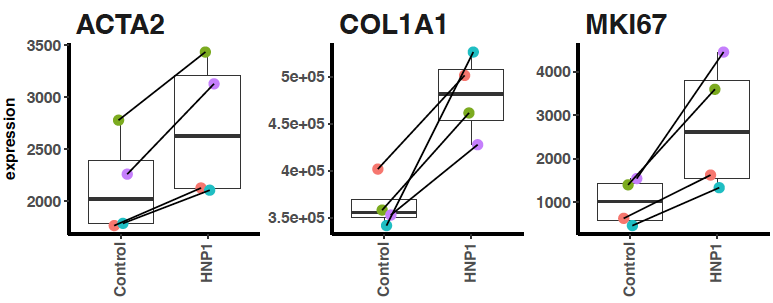 ACTA2
COL1A1
MKI67
expression
3500
3000
2500
2000
Control
HNP1
5e+05
4.5e+05
4e+05
3.5e+05
Control
HNP1
4000
3000
2000
1000
Control
HNP1